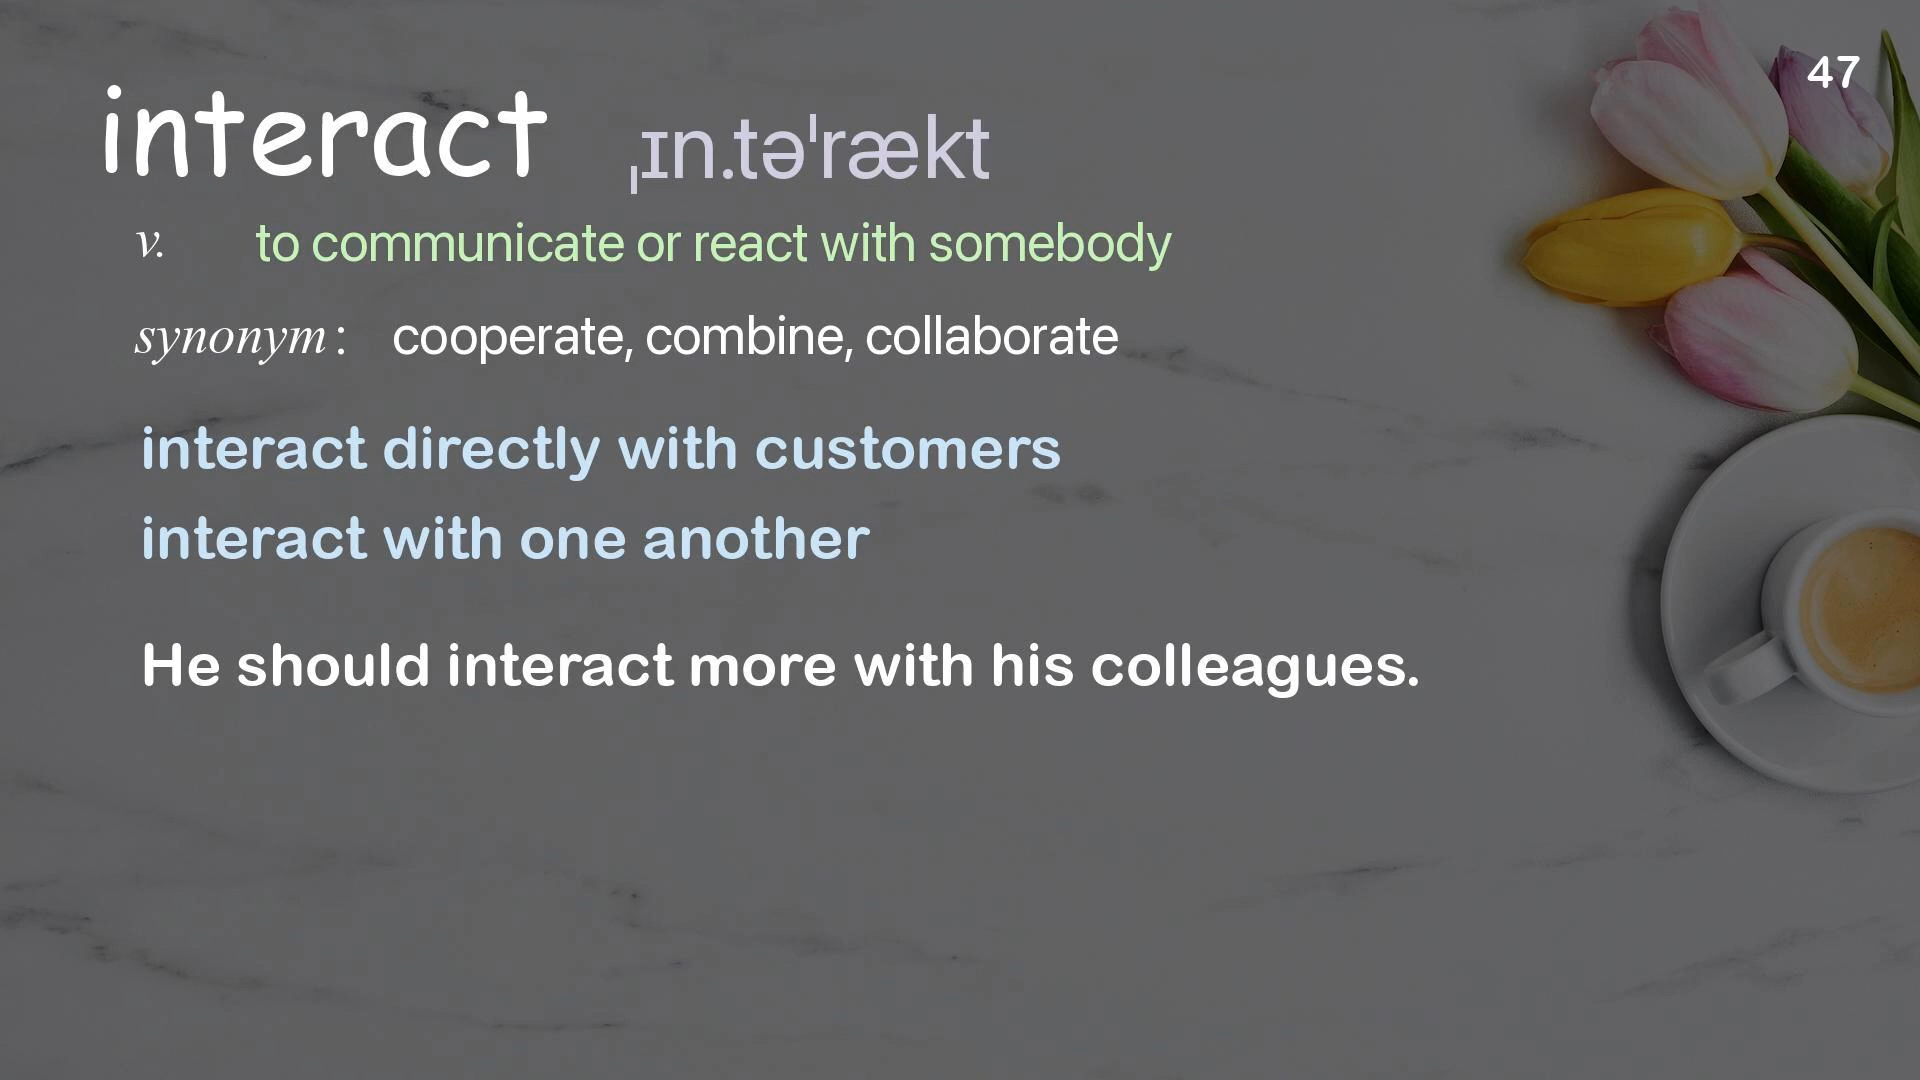 47
interact ˌɪn.təˈrækt
v. to communicate or react with somebody
synonym : cooperate, combine, collaborate
interact directly with customers
interact with one another
He should interact more with his colleagues.